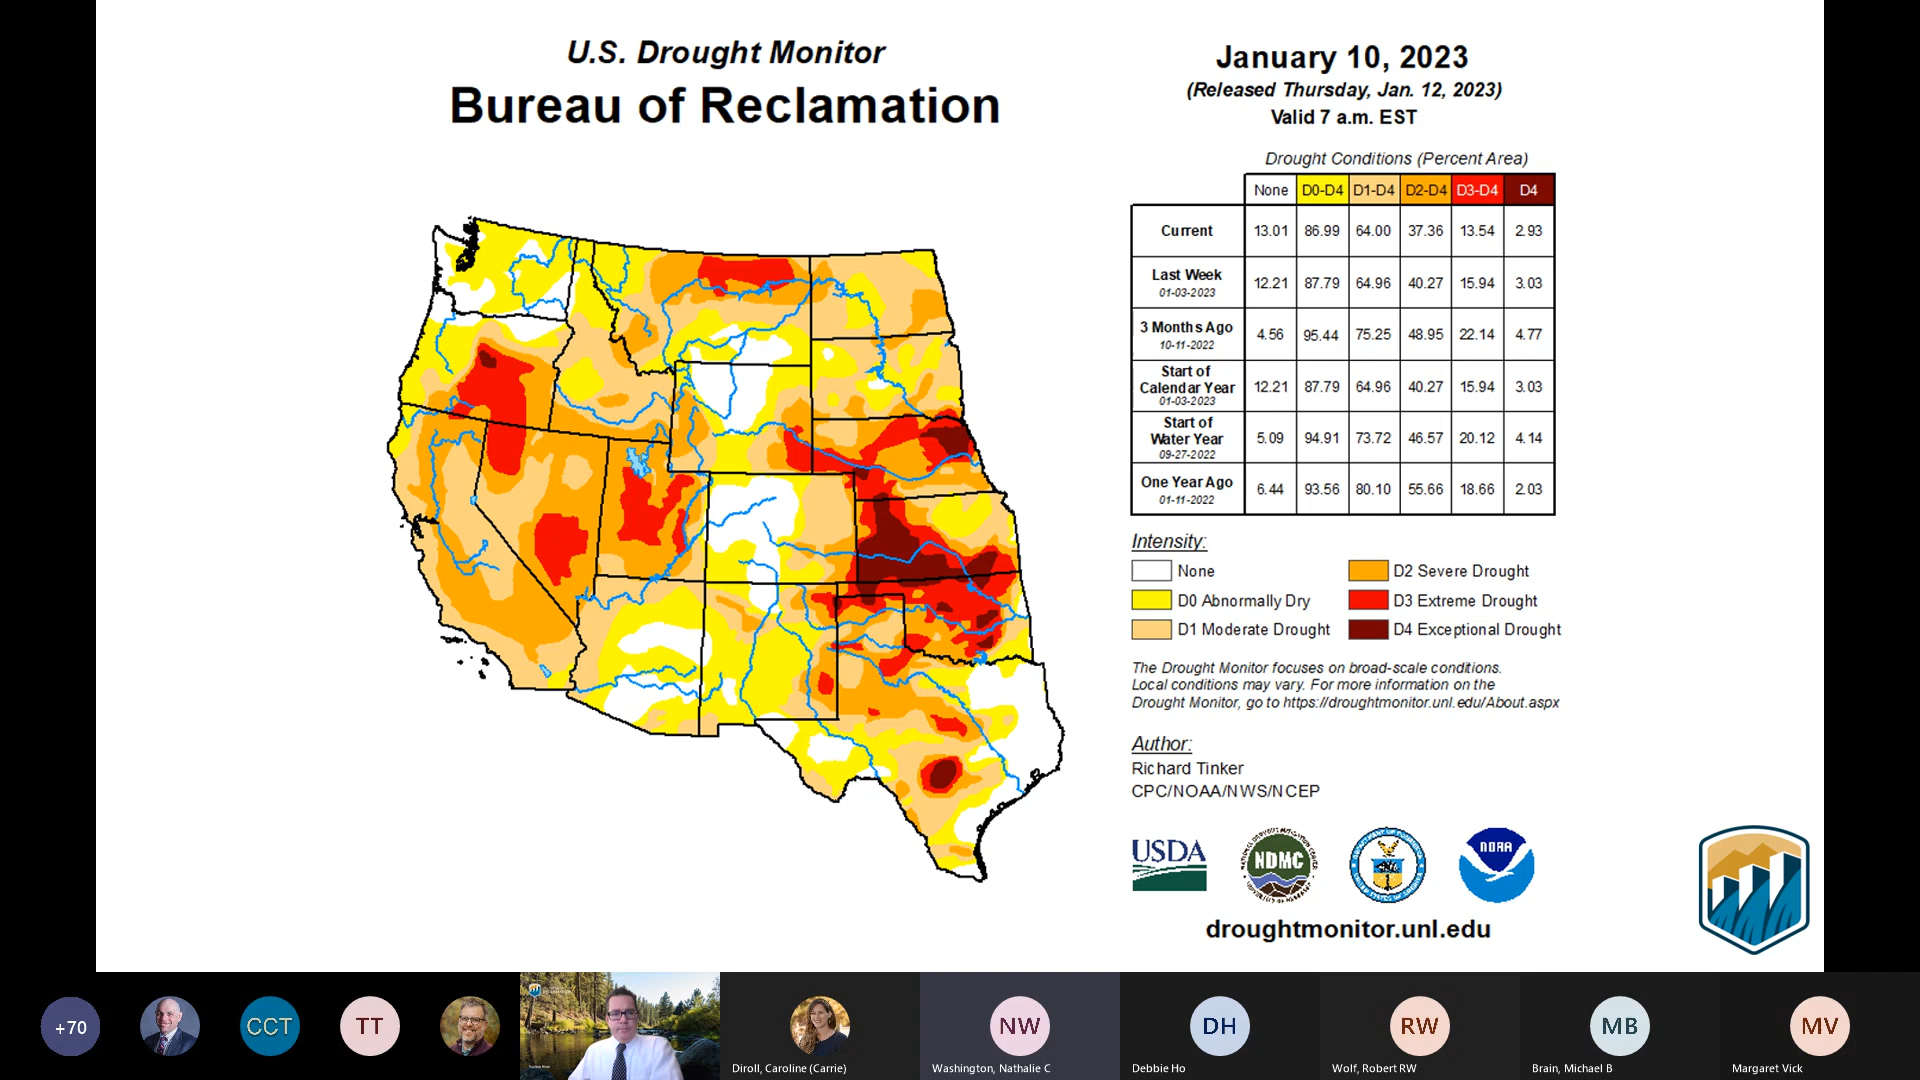 U.S. Drought Monitor
Bureau of Reclamation
January 10, 2023
(Released Thursday, Jan. 12, 2023)
Valid 7 a.m. EST
Drought Conditions (Percent Area)
None D0-D4 D1-D4 D2-D4 D3-D4 D4
Current 13.01 86.99 64.00 37.36 13.54 2.93
Last Week
01-03-2023 12.21 87.79 64.96 40.27 15.94 3.03
3 Months Ago
10-11-2022 4.56 95.44 75.25 48.95 22.14 4.77
Start of
Calendar Year
01-03-2023 12.21 87.79 64.96 40.27 15.94 3.03
Start of
Water Year
09-27-2022 5.09 94.91 73.72 46.57 20.12 4.14
One Year Ago
01-11-2022 6.44 93.56 80.10 55.66 18.66 2.03
Intensity:
None
D0 Abnormally Dry
D1 Moderate Drought
D2 Severe Drought
D3 Extreme Drought
D4 Exceptional Drought
The Drought Monitor focuses on broad-scale conditions.
Local conditions may vary. For more information on the
Drought Monitor, go to https://droughtmonitor.unl.edu/About.aspx
Author:
Richard Tinker
CPC/NOAA/NWS/NCEP
USDA
NDMC
NOAA
droughtmonitor.unl.edu
+70
CCT
TT
NW
DH
RW
MB
MV
Diroll, Caroline (Carrie)
Washington, Nathalie C
Debbie Ho
Wolf, Robert RW
Brain, Michael B
Margaret Vick